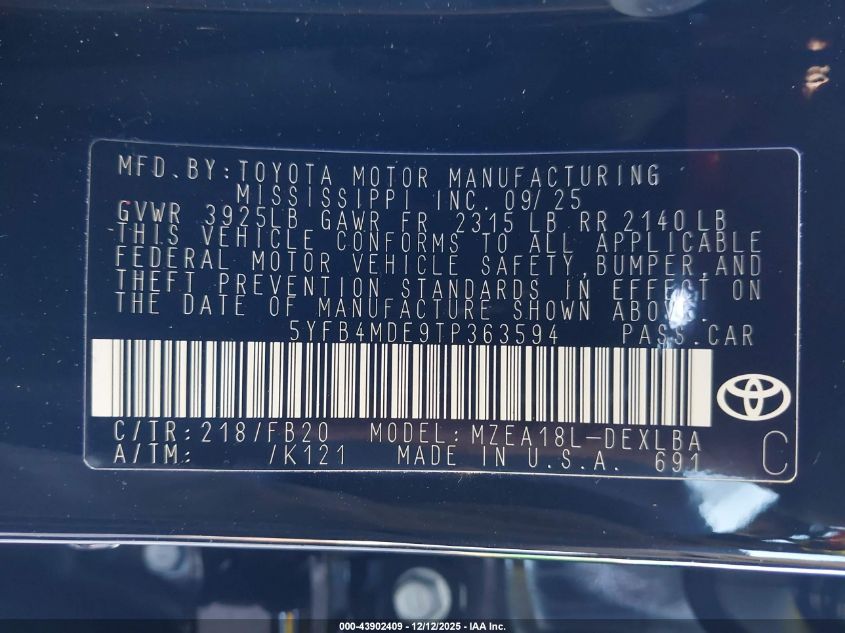 MFD.BY:TOYOTA MOTOR MANUFACTURING
MISSISSIPPI INC. 09/25
GVWR 3925LB GAWR FR 2315 LB RR 2140 LB
THIS VEHICLE CONFORMS TO ALL APPLICABLE
FEDERAL MOTOR VEHICLE SAFETY,BUMPER,AND
THEFT PREVENTION STANDARDS IN EFFECT ON
THE DATE OF MANUFACTURE SHOWN ABOVE.
5YFB4MDE9TP363594 PASS.CAR
C/TR:218/FB20 MODEL:MZEA18L-DEXLBA
A/TM: /K121 MADE IN U.S.A. 691 C
000-43902409 - 12/12/2025 - IAA Inc.